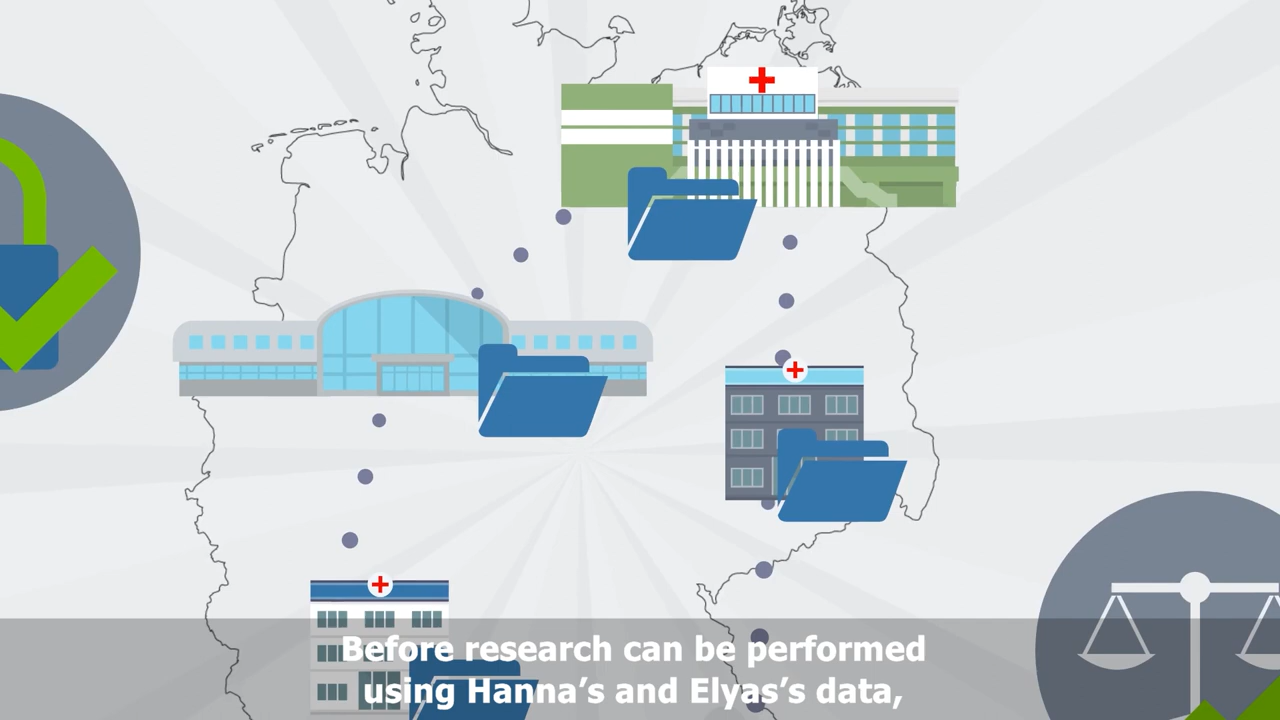 Before research can be performed
using Hanna’s and Elyas’s data,